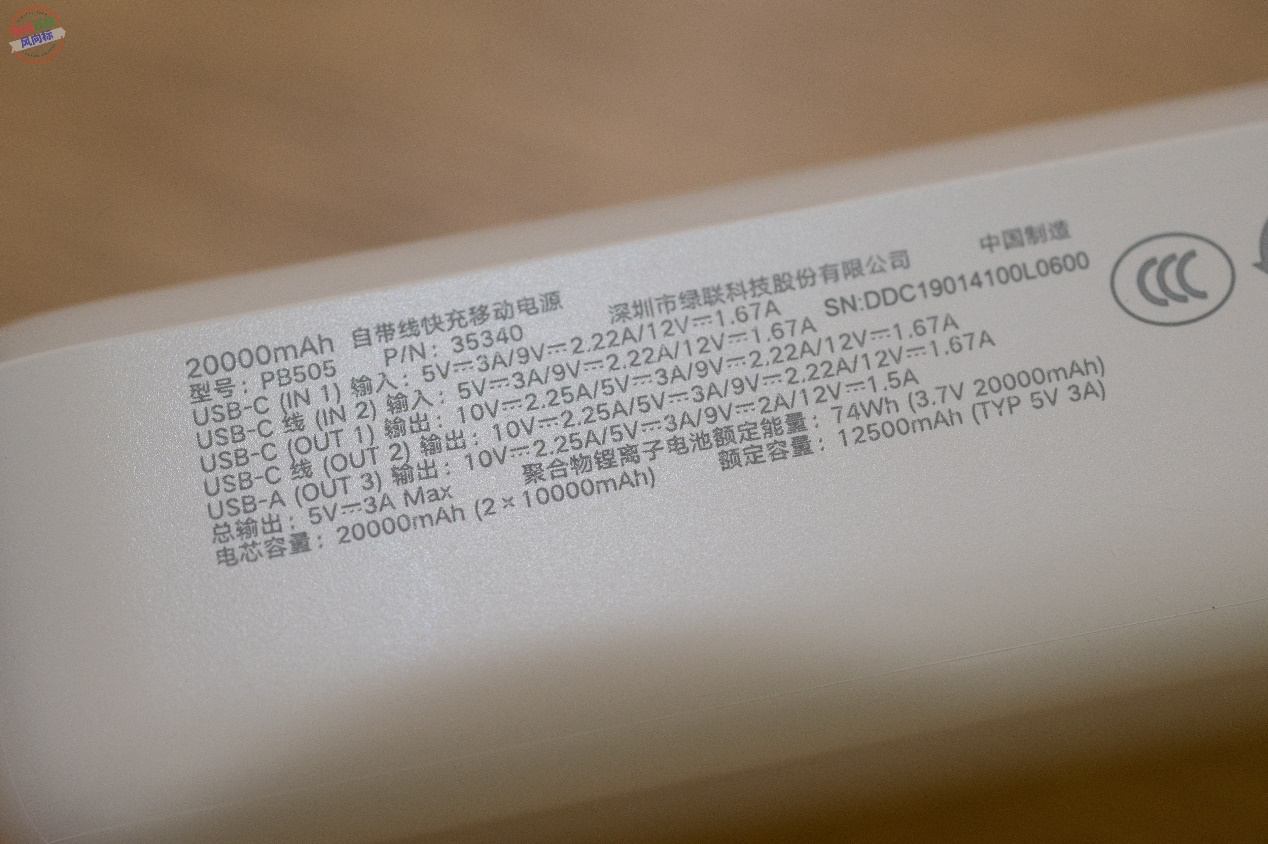 风向标
20000mAh 自带线快充移动电源 深圳市绿联科技股份有限公司 中国制造
型号：PB505 P/N：35340 SN:DDC19014100L0600
USB-C (IN 1) 输入：5V⎓3A/9V⎓2.22A/12V⎓1.67A
USB-C 线 (IN 2) 输入：5V⎓3A/9V⎓2.22A/12V⎓1.67A
USB-C (OUT 1) 输出：10V⎓2.25A/5V⎓3A/9V⎓2.22A/12V⎓1.67A
USB-C 线 (OUT 2) 输出：10V⎓2.25A/5V⎓3A/9V⎓2.22A/12V⎓1.67A
USB-A (OUT 3) 输出：10V⎓2.25A/5V⎓3A/9V⎓2A/12V⎓1.5A
总输出：5V⎓3A Max 聚合物锂离子电池额定能量：74Wh (3.7V 20000mAh)
电芯容量：20000mAh (2×10000mAh) 额定容量：12500mAh (TYP 5V 3A)
CCC